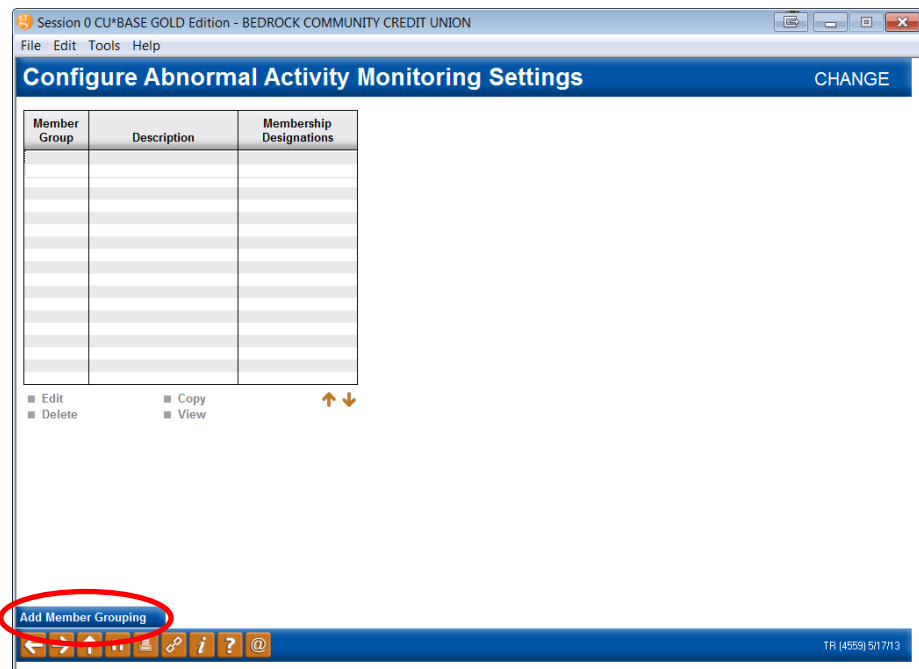 Session 0 CU*BASE GOLD Edition - BEDROCK COMMUNITY CREDIT UNION
File Edit Tools Help
Configure Abnormal Activity Monitoring Settings CHANGE
Member Group Description Membership Designations
Edit Copy
Delete View
Add Member Grouping
i ? @
TR (4559) 5/17/13